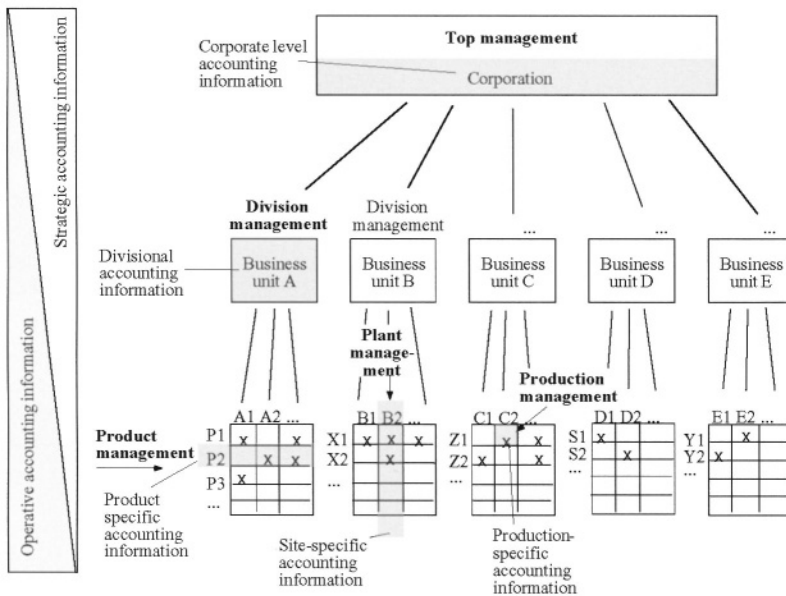 Strategic accounting information
Operative accounting information
Corporate level
accounting
information
Top management
Corporation
Division
management
Division
management
...
...
...
Divisional
accounting
information
Business
unit A
Business
unit B
Business
unit C
Business
unit D
Business
unit E
Plant
manage-
ment
Production
management
Product
management
A1 A2 ...
P1 x x
P2 x x
P3 x
...
B1 B2 ...
X1 x x x
X2 x
...
C1 C2 ...
Z1 x x
Z2 x x
...
D1 D2 ...
S1 x
S2 x
...
E1 E2 ...
Y1 x
Y2 x
...
Product
specific
accounting
information
Site-specific
accounting
information
Production-
specific
accounting
information